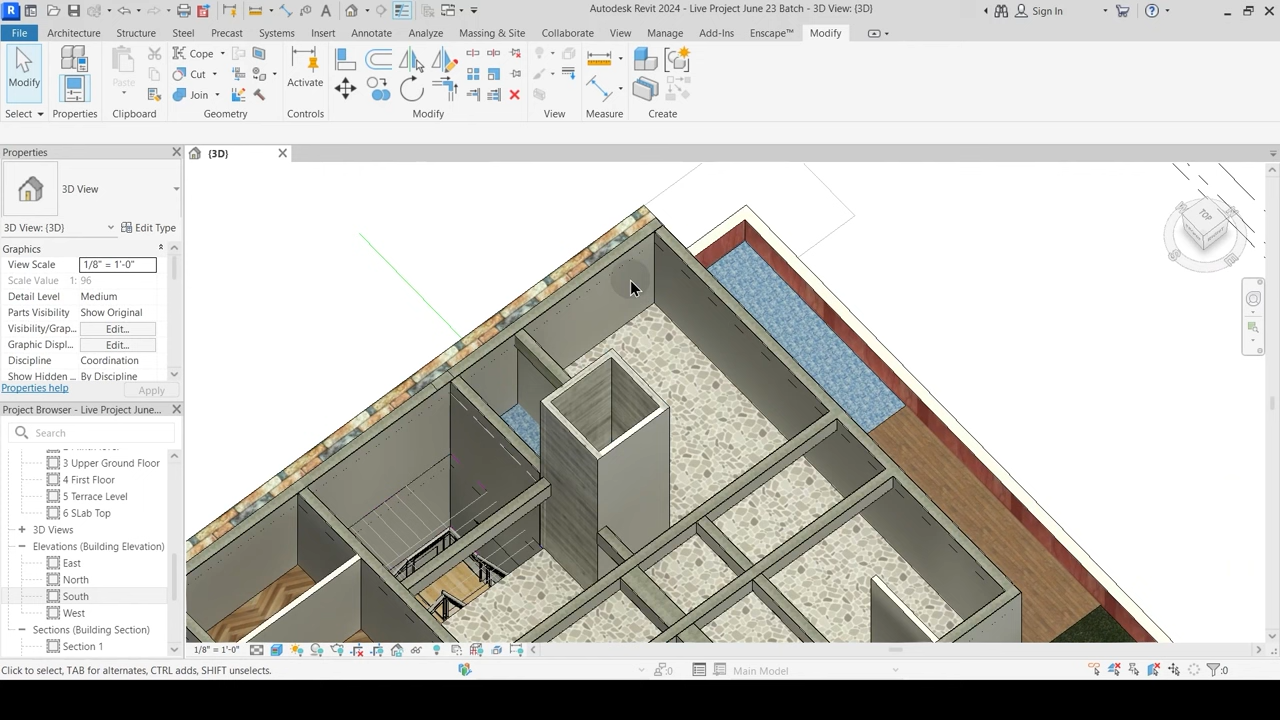 Autodesk Revit 2024 - Live Project June 23 Batch - 3D View: {3D}
Sign In
File Architecture Structure Steel Precast Systems Insert Annotate Analyze Massing & Site Collaborate View Manage Add-Ins Enscape™ Modify
Modify
Paste
Cope
Cut
Join
Activate
Select Properties Clipboard Geometry Controls Modify View Measure Create
Properties
{3D}
3D View
3D View: {3D}
Edit Type
Graphics
View Scale 1/8" = 1'-0"
Scale Value 1: 96
Detail Level Medium
Parts Visibility Show Original
Visibility/Grap... Edit...
Graphic Displ... Edit...
Discipline Coordination
Show Hidden By Discipline
Properties help
Apply
Project Browser - Live Project June...
Search
3 Upper Ground Floor
4 First Floor
5 Terrace Level
6 SLab Top
3D Views
Elevations (Building Elevation)
East
North
South
West
Sections (Building Section)
Section 1
TOP
1/8" = 1'-0"
Click to select, TAB for alternates, CTRL adds, SHIFT unselects.
:0
Main Model
:0